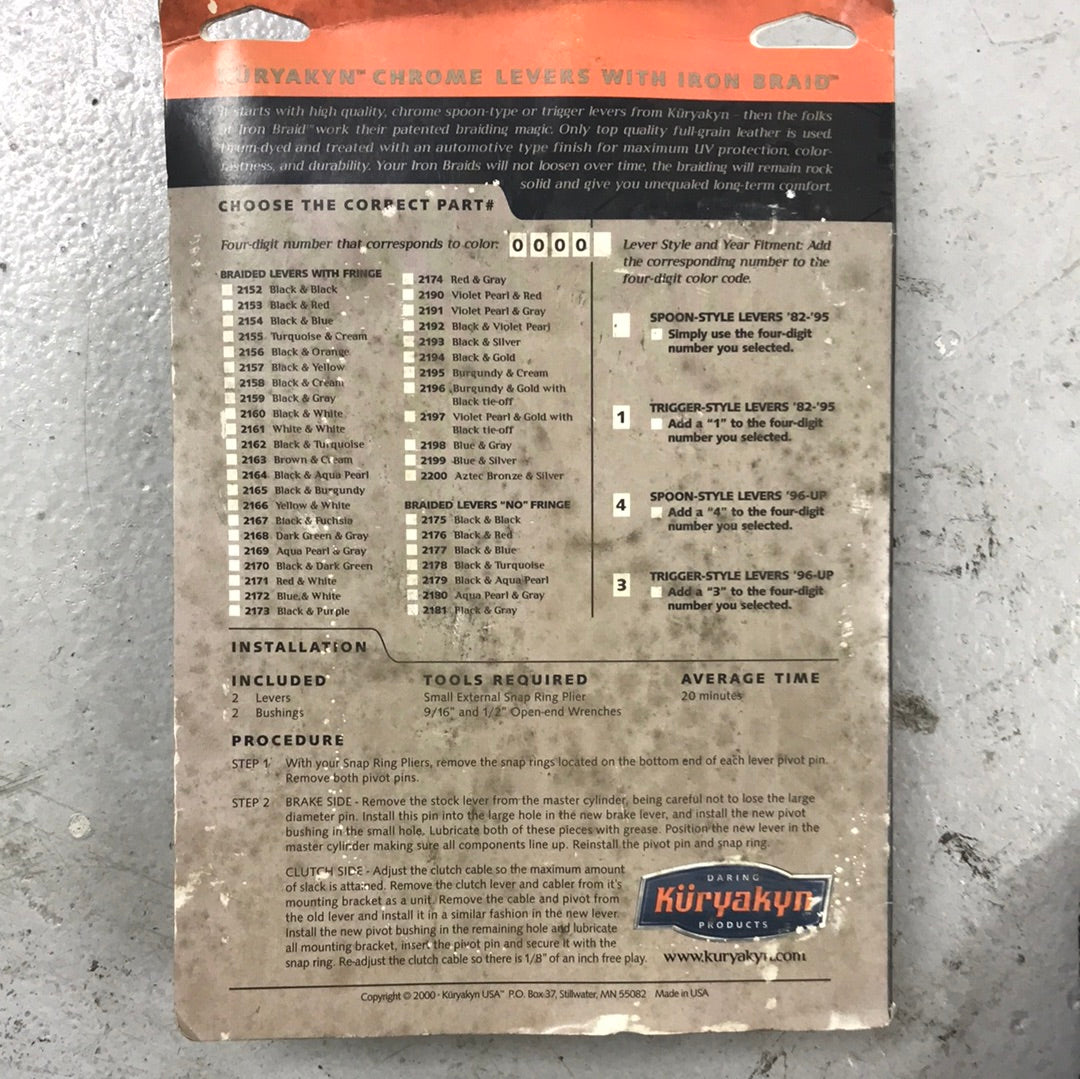 KÜRYAKYN™ CHROME LEVERS WITH IRON BRAID™
It starts with high quality, chrome spoon-type or trigger levers from Küryakyn - then the folks
at Iron Braid™ work their patented braiding magic. Only top quality full-grain leather is used.
Drum-dyed and treated with an automotive type finish for maximum UV protection, color-
fastness, and durability. Your Iron Braids will not loosen over time, the braiding will remain rock
solid and give you unequaled long-term comfort.
CHOOSE THE CORRECT PART#
Four-digit number that corresponds to color: 0 0 0 0
BRAIDED LEVERS WITH FRINGE
2152 Black & Black
2153 Black & Red
2154 Black & Blue
2155 Turquoise & Cream
2156 Black & Orange
2157 Black & Yellow
2158 Black & Cream
2159 Black & Gray
2160 Black & White
2161 White & White
2162 Black & Turquoise
2163 Brown & Cream
2164 Black & Aqua Pearl
2165 Black & Burgundy
2166 Yellow & White
2167 Black & Fuchsia
2168 Dark Green & Gray
2169 Aqua Pearl & Gray
2170 Black & Dark Green
2171 Red & White
2172 Blue & White
2173 Black & Purple
2174 Red & Gray
2190 Violet Pearl & Red
2191 Violet Pearl & Gray
2192 Black & Violet Pearl
2193 Black & Silver
2194 Black & Gold
2195 Burgundy & Cream
2196 Burgundy & Gold with
Black tie-off
2197 Violet Pearl & Gold with
Black tie-off
2198 Blue & Gray
2199 Blue & Silver
2200 Aztec Bronze & Silver
BRAIDED LEVERS "NO" FRINGE
2175 Black & Black
2176 Black & Red
2177 Black & Blue
2178 Black & Turquoise
2179 Black & Aqua Pearl
2180 Aqua Pearl & Gray
2181 Black & Gray
Lever Style and Year Fitment: Add
the corresponding number to the
four-digit color code.
SPOON-STYLE LEVERS '82-'95
Simply use the four-digit
number you selected.
1 TRIGGER-STYLE LEVERS '82-'95
Add a "1" to the four-digit
number you selected.
4 SPOON-STYLE LEVERS '96-UP
Add a "4" to the four-digit
number you selected.
3 TRIGGER-STYLE LEVERS '96-UP
Add a "3" to the four-digit
number you selected.
INSTALLATION
INCLUDED
2 Levers
2 Bushings
TOOLS REQUIRED
Small External Snap Ring Plier
9/16" and 1/2" Open-end Wrenches
AVERAGE TIME
20 minutes
PROCEDURE
STEP 1 With your Snap Ring Pliers, remove the snap rings located on the bottom end of each lever pivot pin.
Remove both pivot pins.
STEP 2 BRAKE SIDE - Remove the stock lever from the master cylinder, being careful not to lose the large
diameter pin. Install this pin into the large hole in the new brake lever, and install the new pivot
bushing in the small hole. Lubricate both of these pieces with grease. Position the new lever in the
master cylinder making sure all components line up. Reinstall the pivot pin and snap ring.
CLUTCH SIDE - Adjust the clutch cable so the maximum amount
of slack is attained. Remove the clutch lever and cabler from it's
mounting bracket as a unit. Remove the cable and pivot from
the old lever and install it in a similar fashion in the new lever.
Install the new pivot bushing in the remaining hole and lubricate
all mounting bracket, insert the pivot pin and secure it with the
snap ring. Re-adjust the clutch cable so there is 1/8" of an inch free play.
DARING
Küryakyn
PRODUCTS
www.kuryakyn.com
Copyright © 2000 - Küryakyn USA™ P.O. Box 37, Stillwater, MN 55082 Made in USA